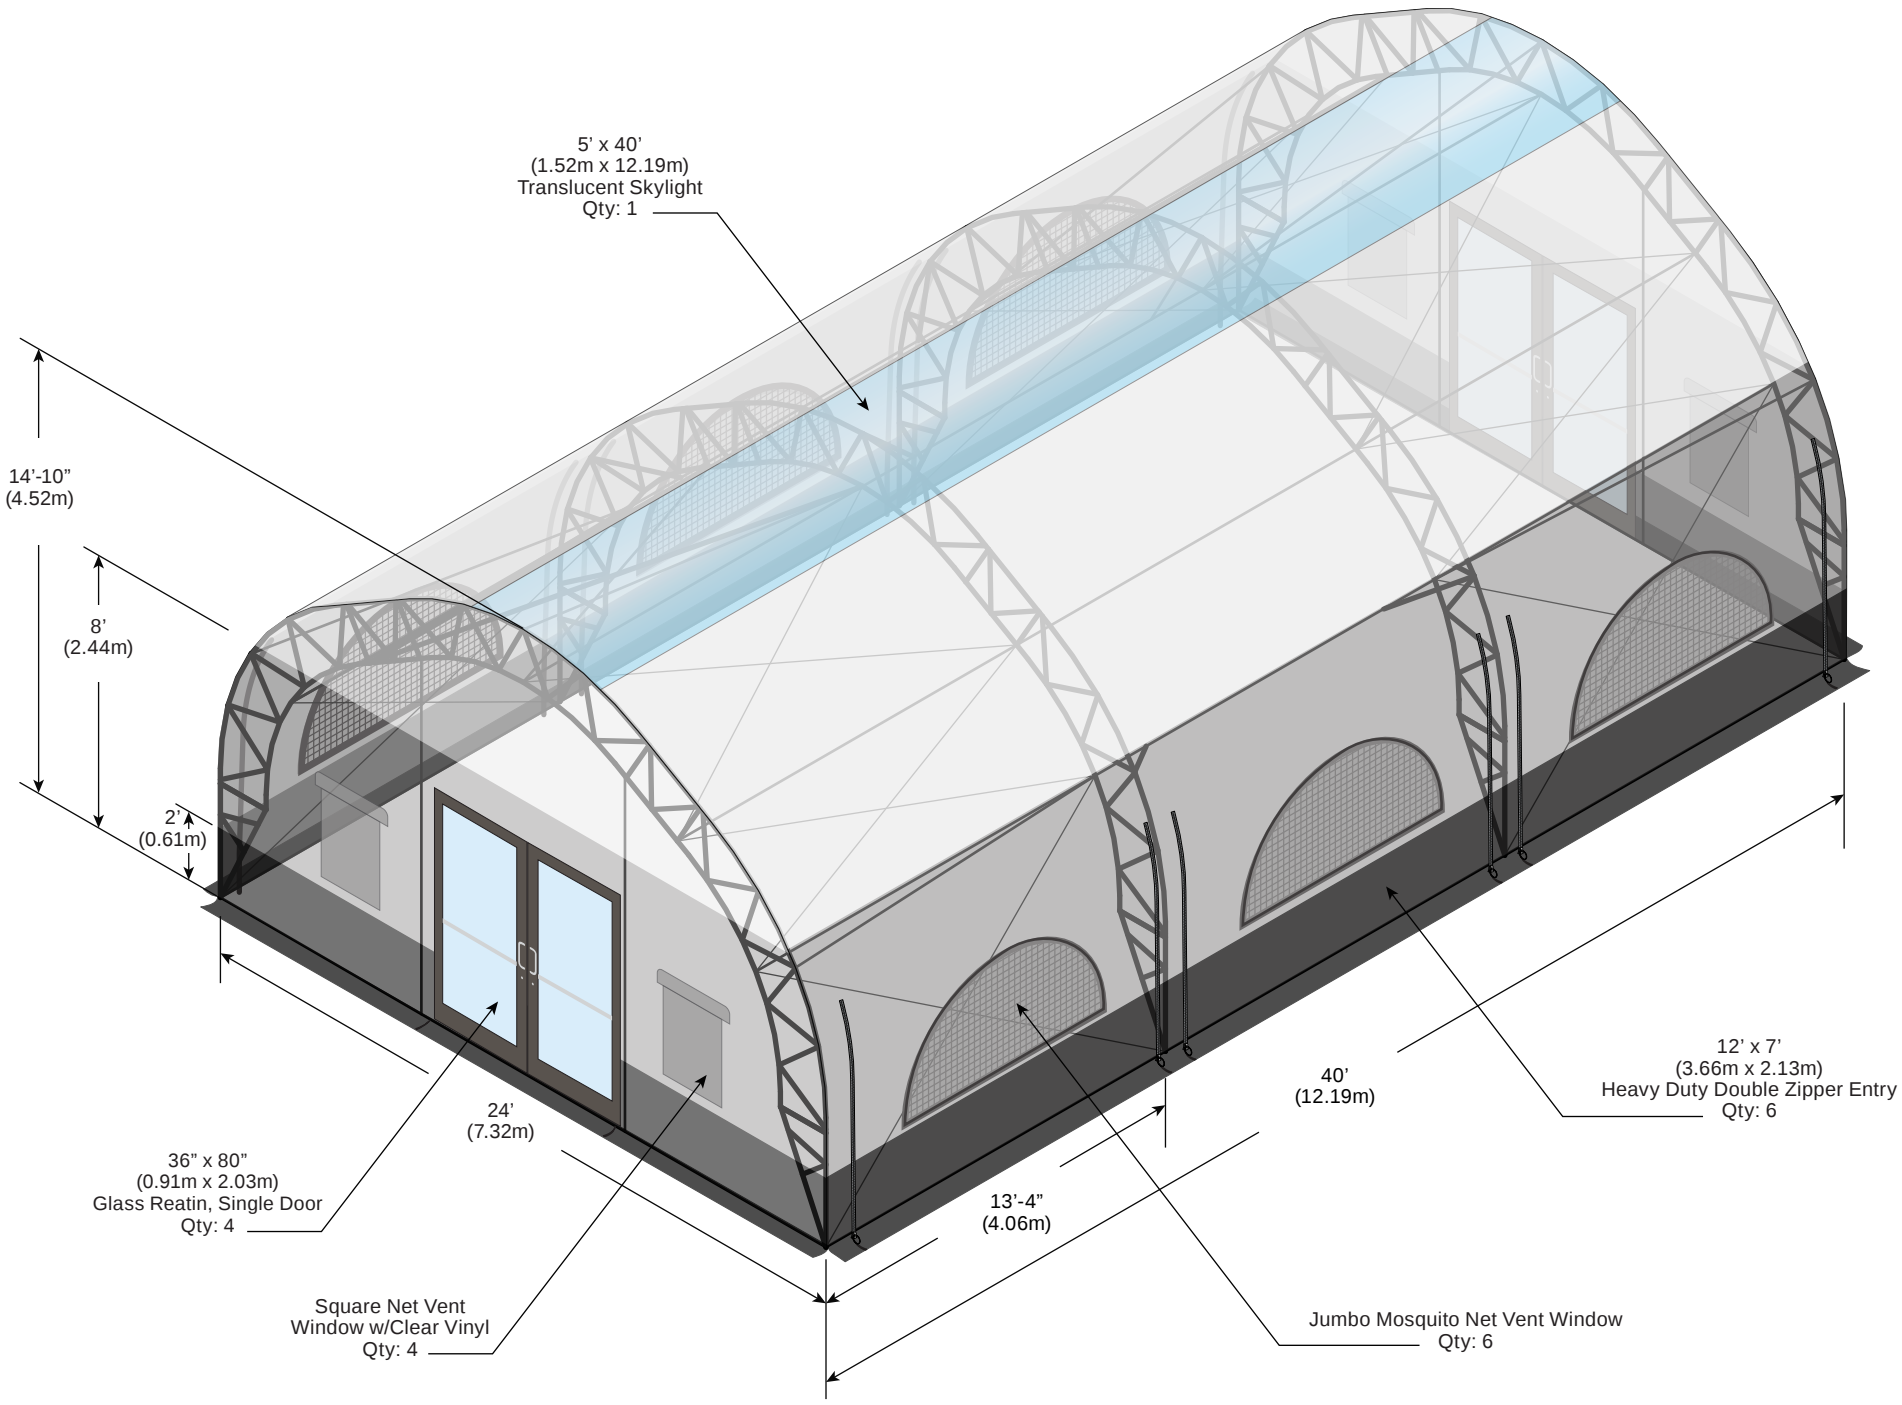 5’ x 40’
(1.52m x 12.19m)
Translucent Skylight
Qty: 1
14’-10”
(4.52m)
8’
(2.44m)
2’
(0.61m)
12’ x 7’
(3.66m x 2.13m)
Heavy Duty Double Zipper Entry
Qty: 6
40’
(12.19m)
24’
(7.32m)
36” x 80”
(0.91m x 2.03m)
Glass Reatin, Single Door
Qty: 4
13’-4”
(4.06m)
Square Net Vent
Window w/Clear Vinyl
Qty: 4
Jumbo Mosquito Net Vent Window
Qty: 6